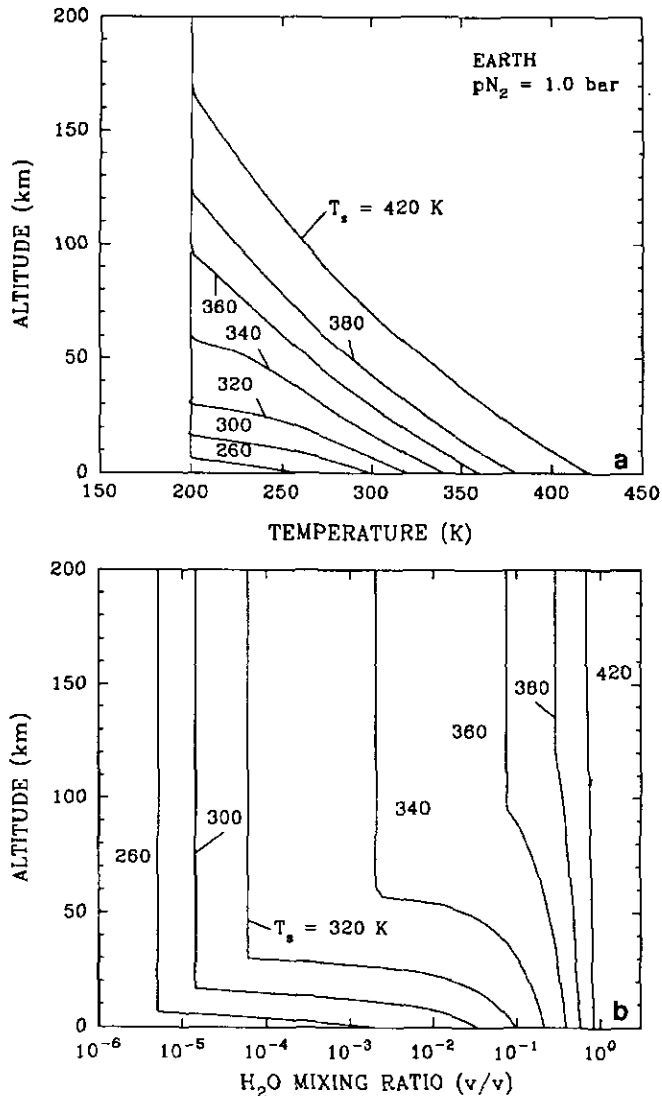 200
150
100
50
0
ALTITUDE (km)
EARTH
pN₂ = 1.0 bar
Tₛ = 420 K
380
360
340
320
300
260
a
150 200 250 300 350 400 450
TEMPERATURE (K)
200
150
100
50
0
ALTITUDE (km)
420
380
360
340
300
260
Tₛ = 320 K
b
10⁻⁶ 10⁻⁵ 10⁻⁴ 10⁻³ 10⁻² 10⁻¹ 10⁰
H₂O MIXING RATIO (v/v)